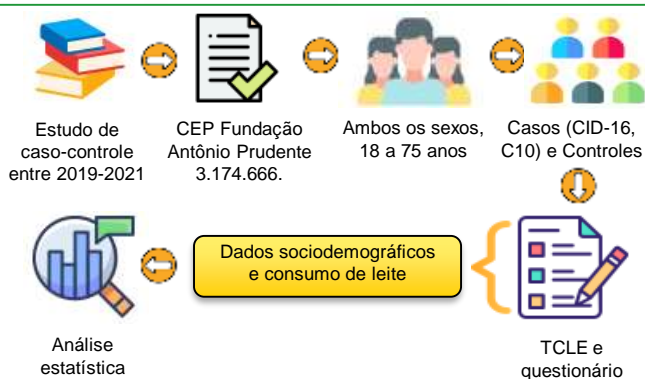 Estudo de
caso-controle
entre 2019-2021
CEP Fundação
Antônio Prudente
3.174.666.
Ambos os sexos,
18 a 75 anos
Casos (CID-16,
C10) e Controles
TCLE e
questionário
Dados sociodemográficos
e consumo de leite
Análise
estatística